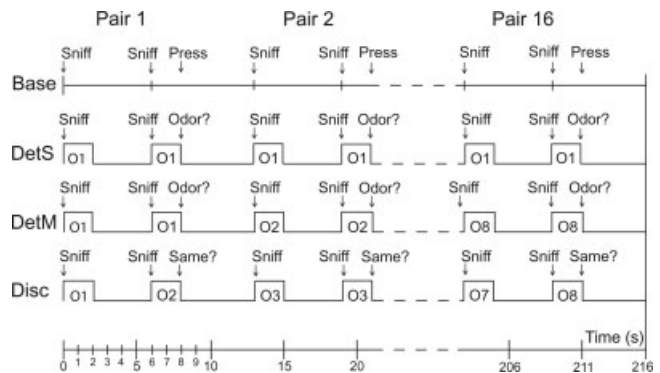 Pair 1 Pair 2 Pair 16
Sniff Sniff Press Sniff Sniff Press Sniff Sniff Press
Base
Sniff Sniff Odor? Sniff Sniff Odor? Sniff Sniff Odor?
DetS O1 O1 O1 O1 O1 O1
Sniff Sniff Odor? Sniff Sniff Odor? Sniff Sniff Odor?
DetM O1 O1 O2 O2 O8 O8
Sniff Sniff Same? Sniff Sniff Same? Sniff Sniff Same?
Disc O1 O2 O3 O3 O7 O8
Time (s)
0 1 2 3 4 5 6 7 8 9 10 15 20 206 211 216